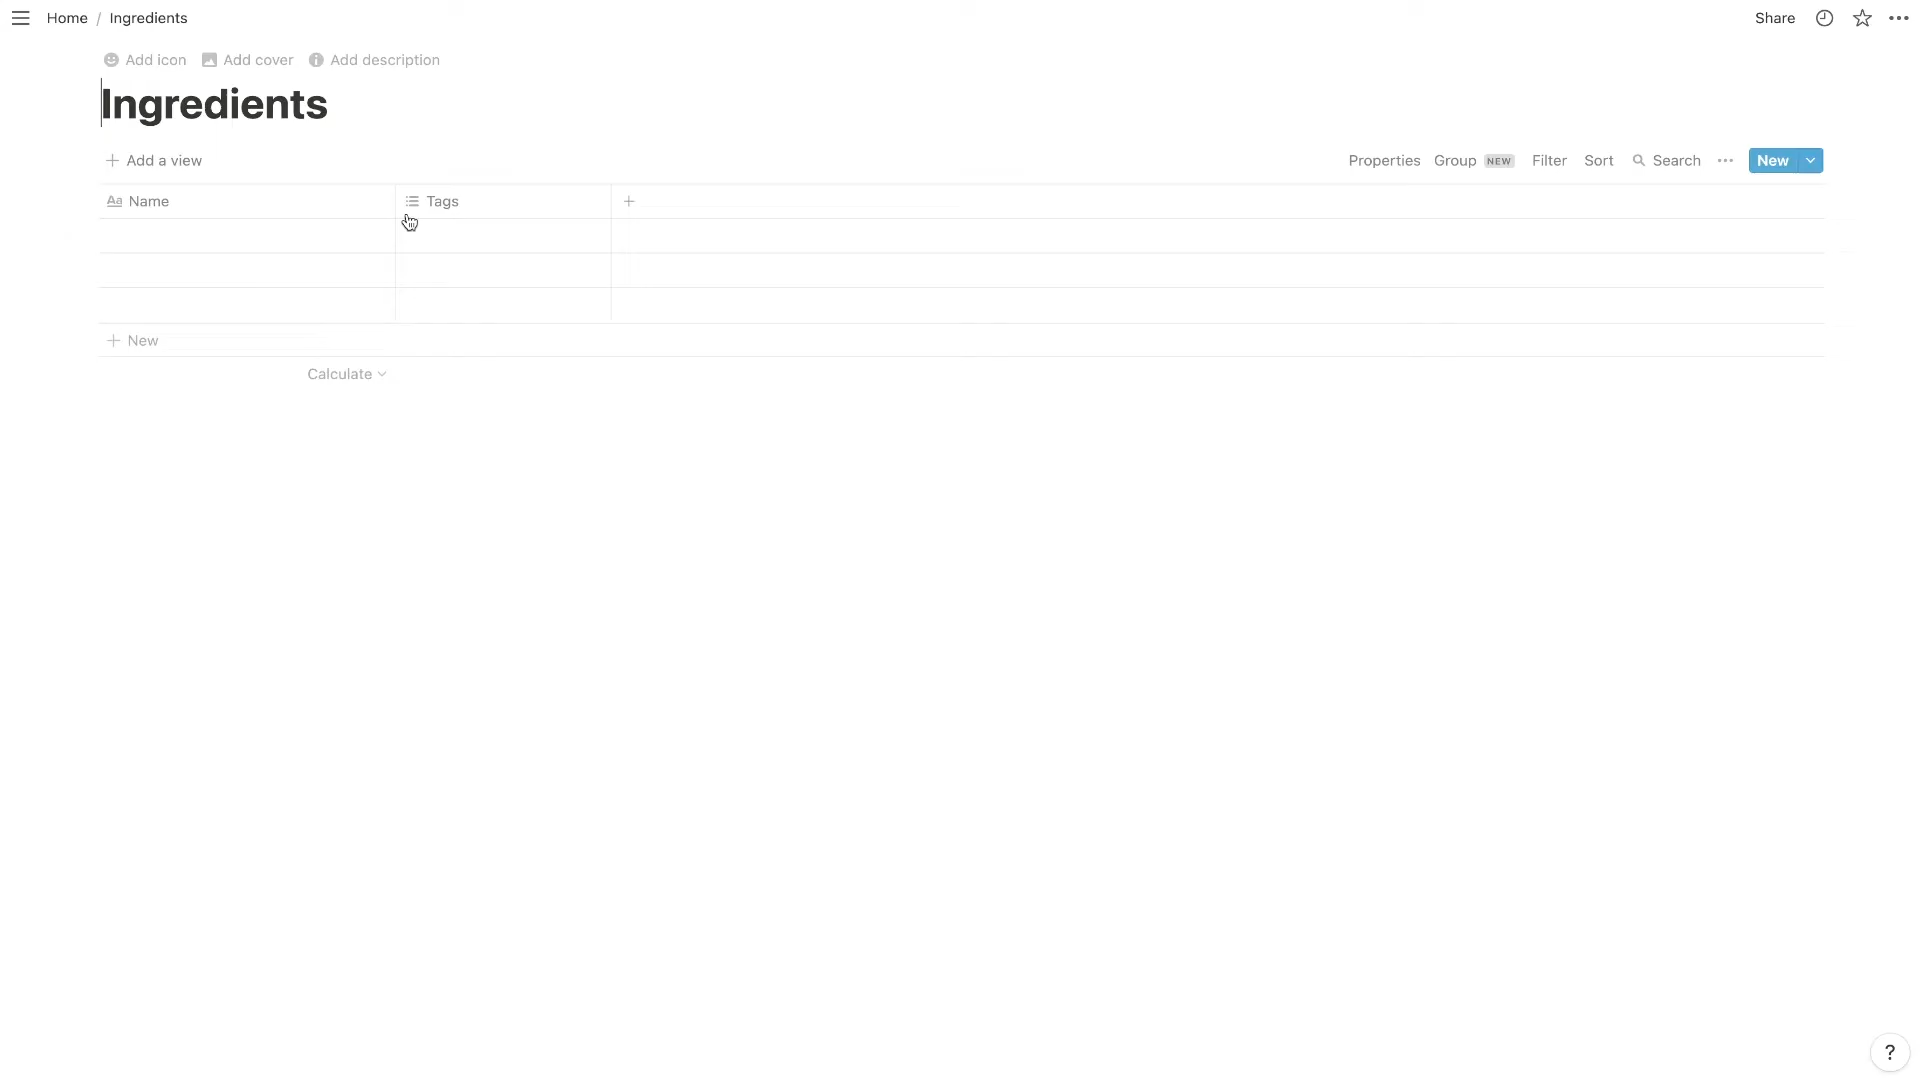 Home / Ingredients
Share
Add icon Add cover Add description
Ingredients
+ Add a view
Properties Group NEW Filter Sort Search ••• New
Aa Name
Tags
+
+ New
Calculate
?